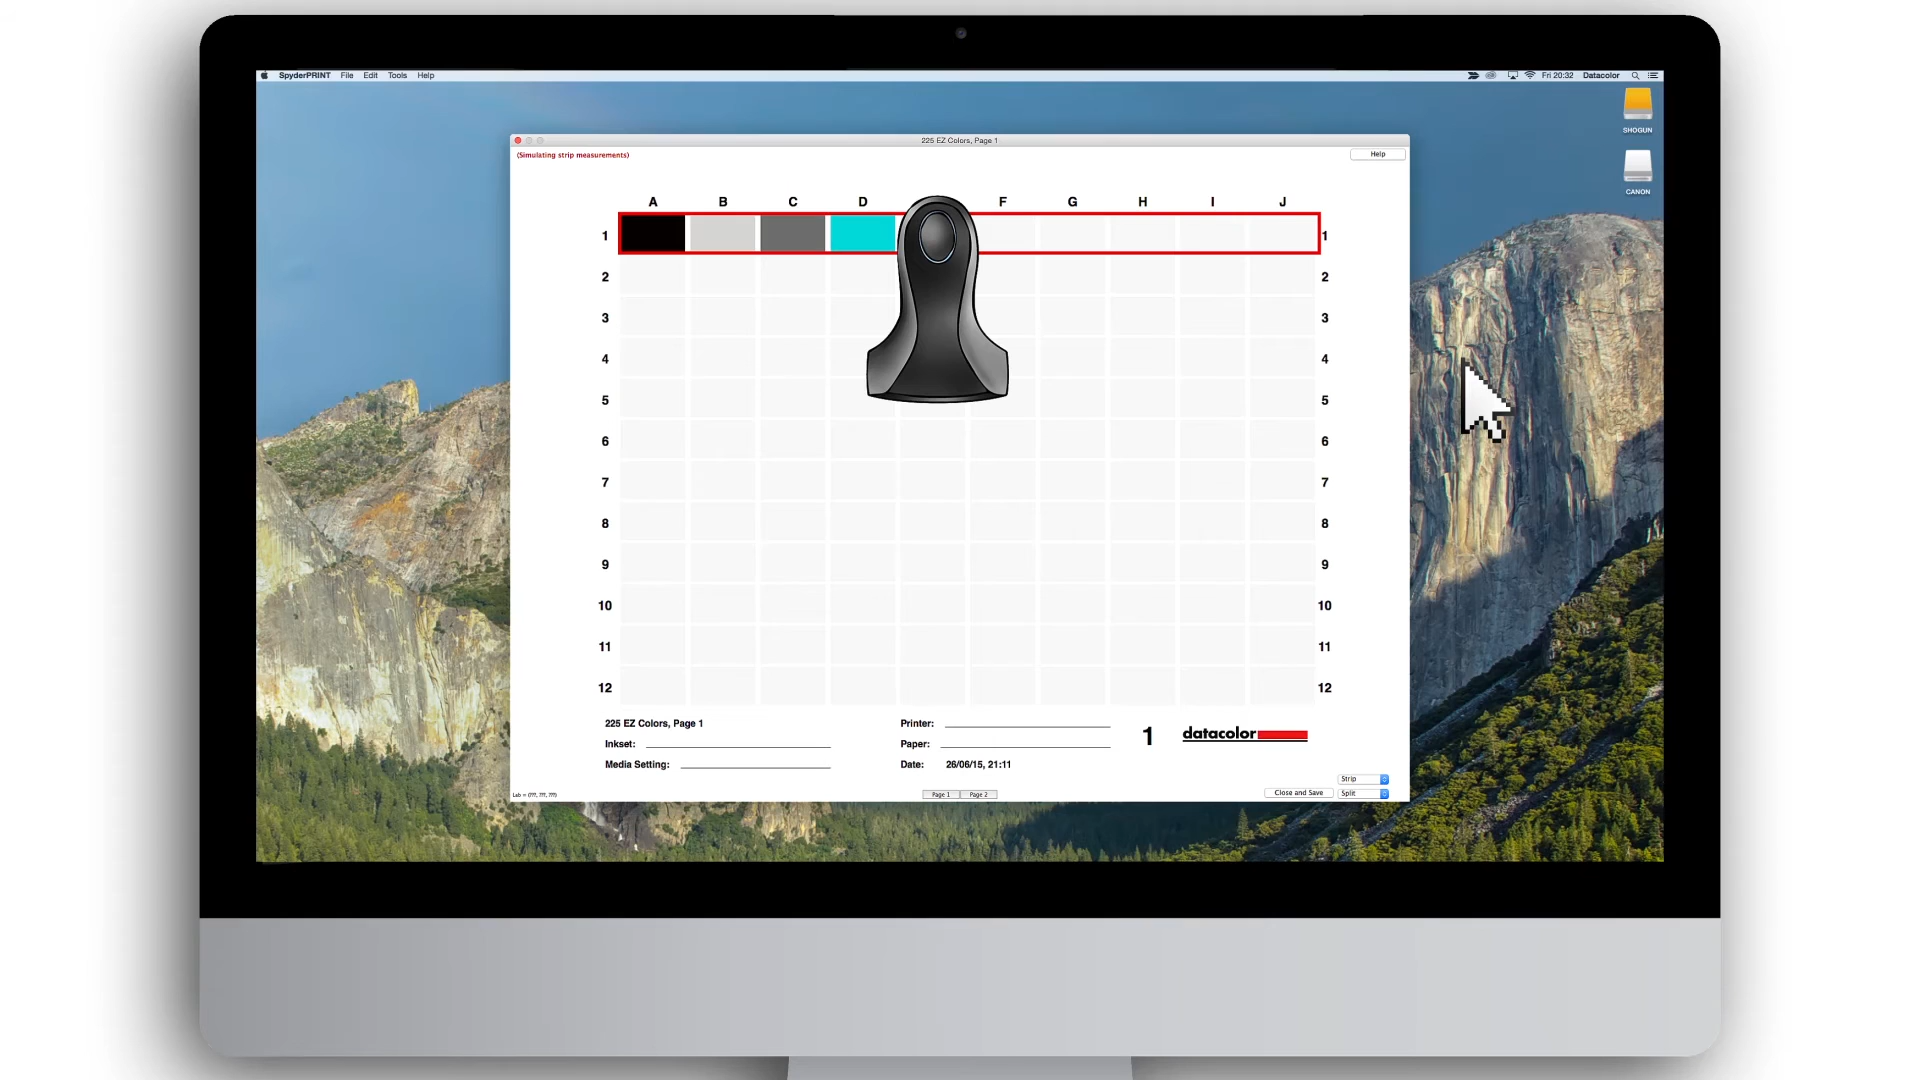 SpyderPRINT File Edit Tools Help
Fri 20:32 Datacolor
SHOGUN
CANON
225 EZ Colors, Page 1
(Simulating strip measurements)
Help
A B C D F G H I J
1 1
2 2
3 3
4 4
5 5
6 6
7 7
8 8
9 9
10 10
11 11
12 12
225 EZ Colors, Page 1
Inkset:
Media Setting:
Printer:
Paper:
Date: 26/06/15, 21:11
1
datacolor
Strip
Lab = (???, ???, ???)
Page 1 Page 2
Close and Save
Split